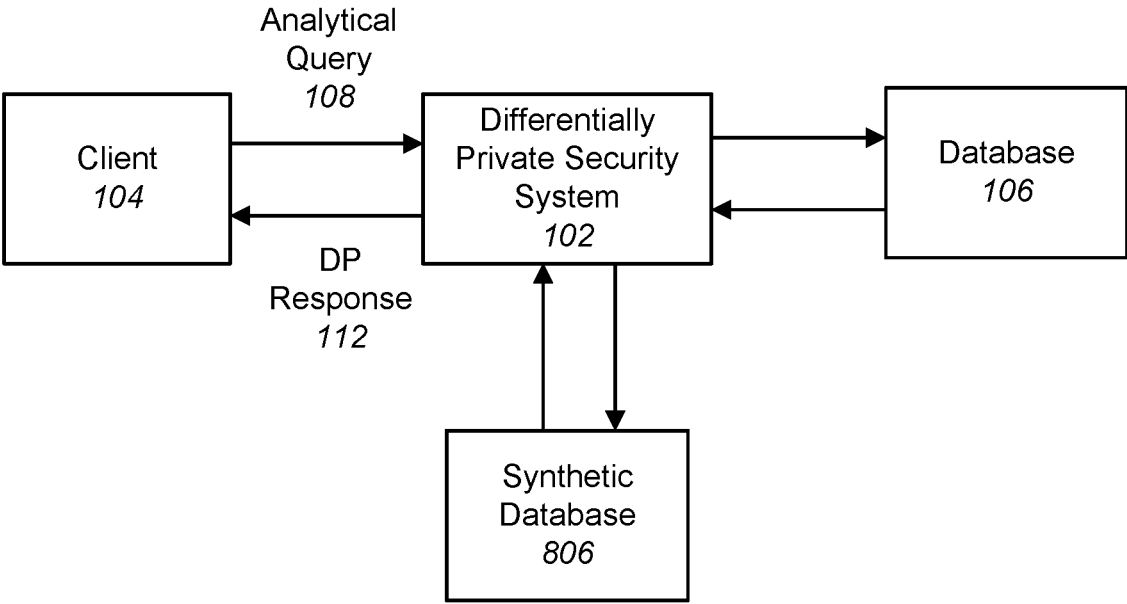 Analytical
Query
108
Client
104
Differentially
Private Security
System
102
Database
106
DP
Response
112
Synthetic
Database
806